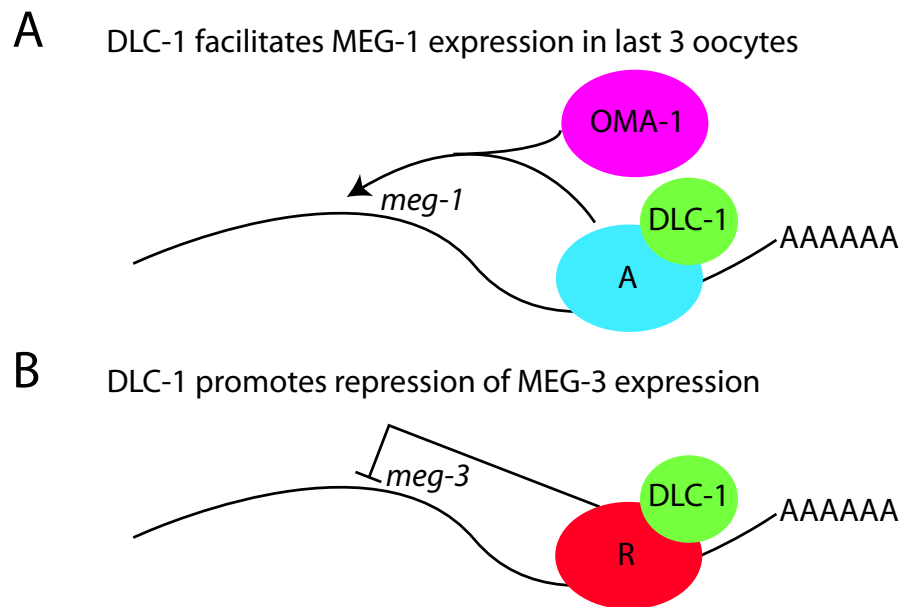 A
DLC-1 facilitates MEG-1 expression in last 3 oocytes
OMA-1
meg-1
DLC-1
AAAAAA
A
B
DLC-1 promotes repression of MEG-3 expression
meg-3
DLC-1
AAAAAA
R